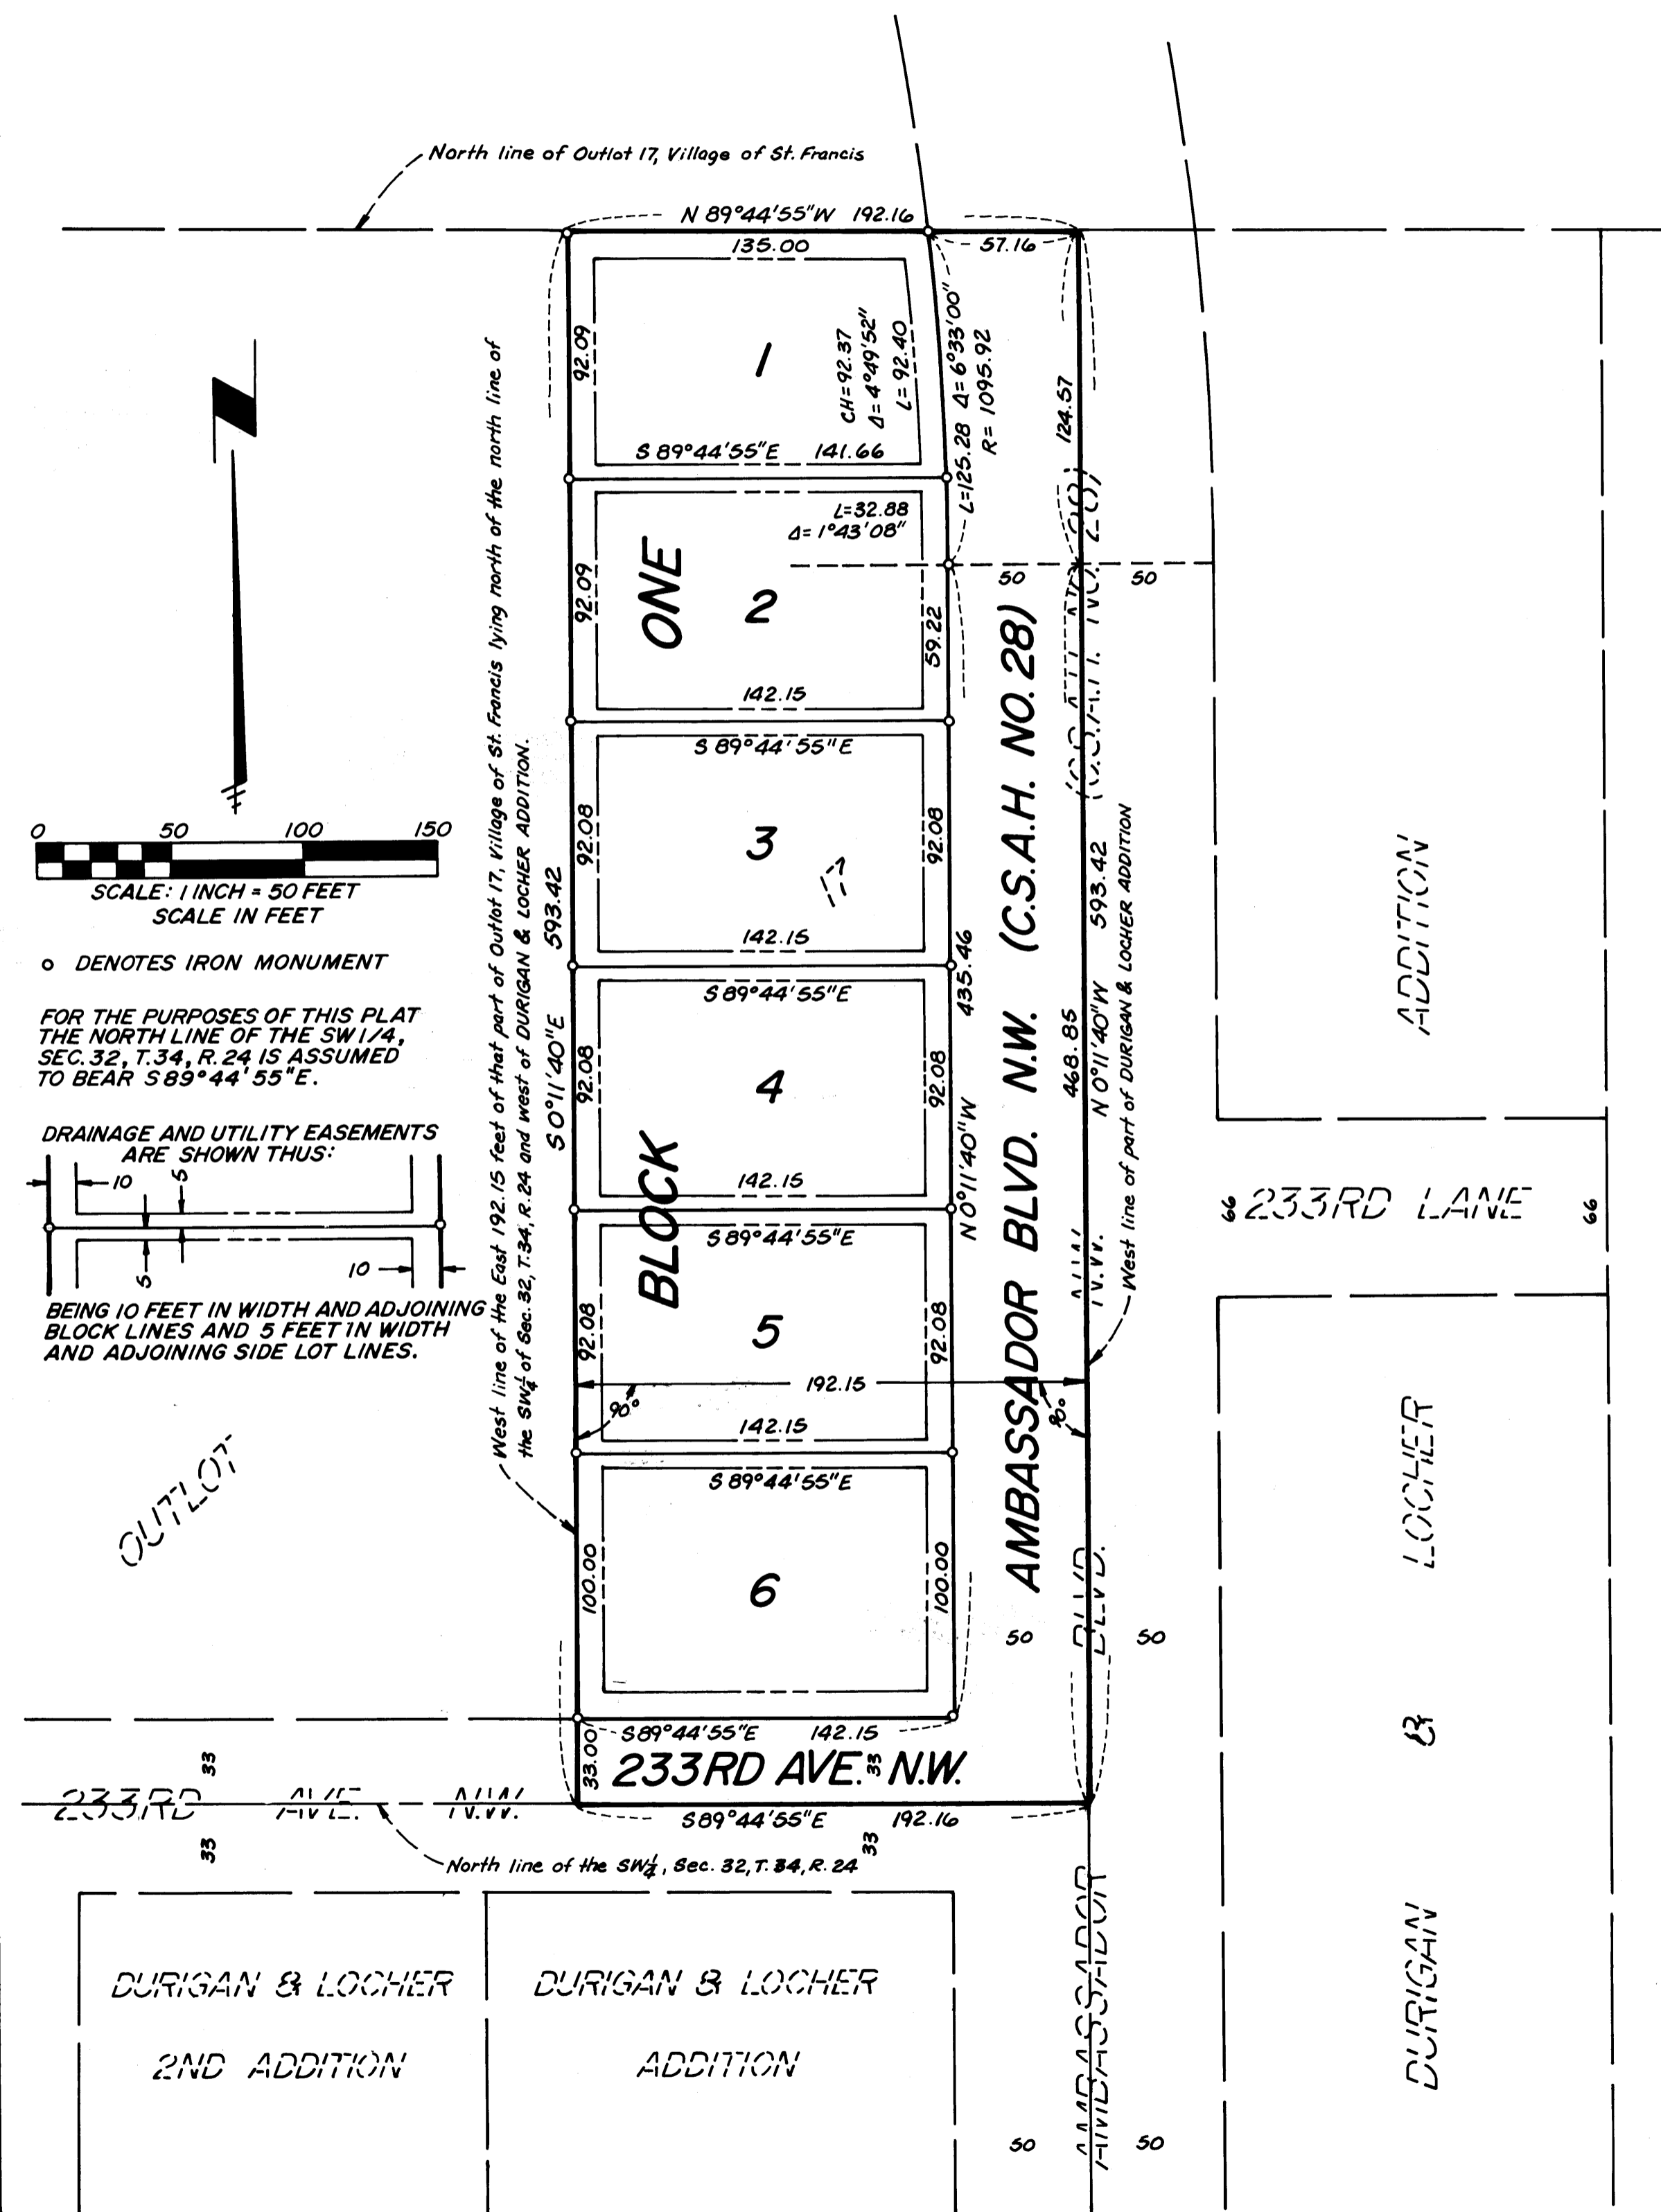 North line of Outlot 17, Village of St. Francis
N 89°44'55"W 192.16
135.00
57.16
92.09
1
CH=92.37
Δ=4°49'52"
L=92.40
L=125.28 Δ=6°33'00"
R=1095.92
124.57
S 89°44'55"E 141.66
L=32.88
Δ=1°43'08"
50
50
92.09
ONE
2
59.22
142.15
S 89°44'55"E
92.08
3
17
92.08
142.15
S 89°44'55"E
92.08
4
92.08
142.15
S 89°44'55"E
BLOCK
92.08
5
92.08
192.15
90°
90°
142.15
S 89°44'55"E
100.00
6
100.00
50
50
S 89°44'55"E 142.15
33.00
233RD AVE. N.W.
33
S 89°44'55"E 192.16
33
S 0°11'40"E 593.42
N 0°11'40"W 435.46
468.85
N 0°11'40"W 593.42
AMBASSADOR BLVD. N.W. (C.S.A.H. NO. 28)
West line of part of DURIGAN & LOCHER ADDITION
West line of the East 192.15 feet of that part of Outlot 17, Village of St. Francis lying north of the north line of
the SW¼ of Sec. 32, T.34, R.24 and west of DURIGAN & LOCHER ADDITION.
0 50 100 150
SCALE: 1 INCH = 50 FEET
SCALE IN FEET
o DENOTES IRON MONUMENT
FOR THE PURPOSES OF THIS PLAT
THE NORTH LINE OF THE SW1/4,
SEC. 32, T.34, R.24 IS ASSUMED
TO BEAR S89°44'55"E.
DRAINAGE AND UTILITY EASEMENTS
ARE SHOWN THUS:
10
5
5
10
BEING 10 FEET IN WIDTH AND ADJOINING
BLOCK LINES AND 5 FEET IN WIDTH
AND ADJOINING SIDE LOT LINES.
OUTLOT
33
233RD AVE. N.W.
33
North line of the SW¼, Sec. 32, T. 34, R. 24
DURIGAN & LOCHER
2ND ADDITION
DURIGAN & LOCHER
ADDITION
50
50
AMBASSADOR BLVD. N.W. (C.S.A.H. NO. 28)
66
233RD LANE
66
DURIGAN & LOCHER ADDITION